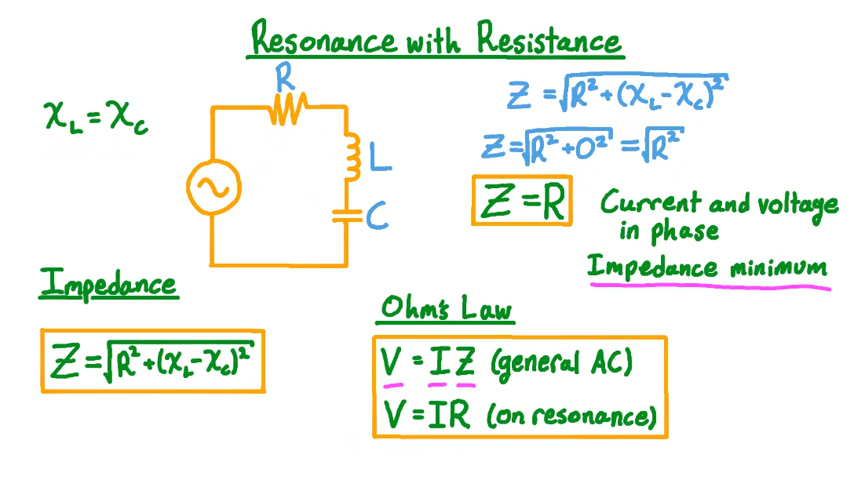 Resonance with Resistance
X_L = X_C
R
L
C
Z = √R² + (X_L - X_C)²
Z = √R² + 0² = √R²
Z = R
Current and voltage
in phase
Impedance minimum
Impedance
Z = √R² + (X_L - X_C)²
Ohm's Law
V = I Z (general AC)
V = IR (on resonance)